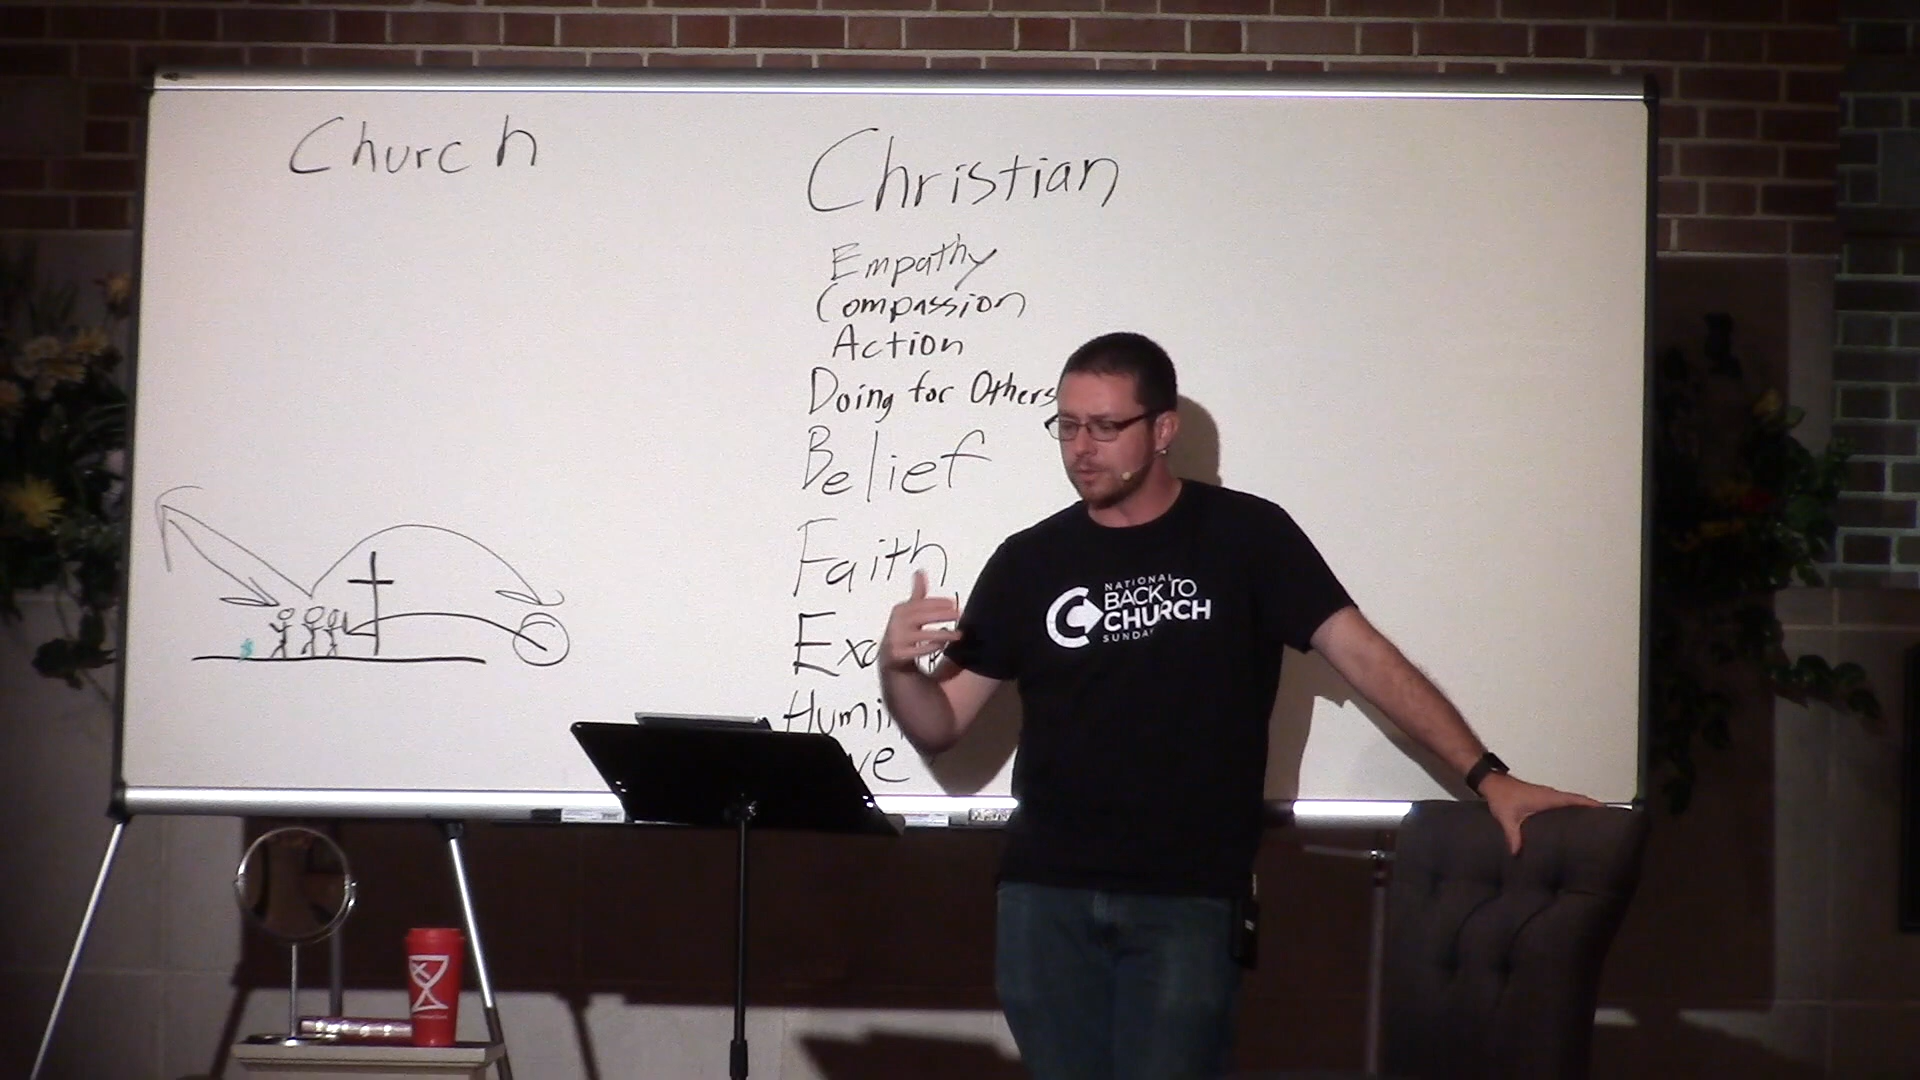 Church
Christian
Empathy
Compassion
Action
Doing for Others
Belief
Faith
NATIONAL
BACK TO
CHURCH
SUNDAY